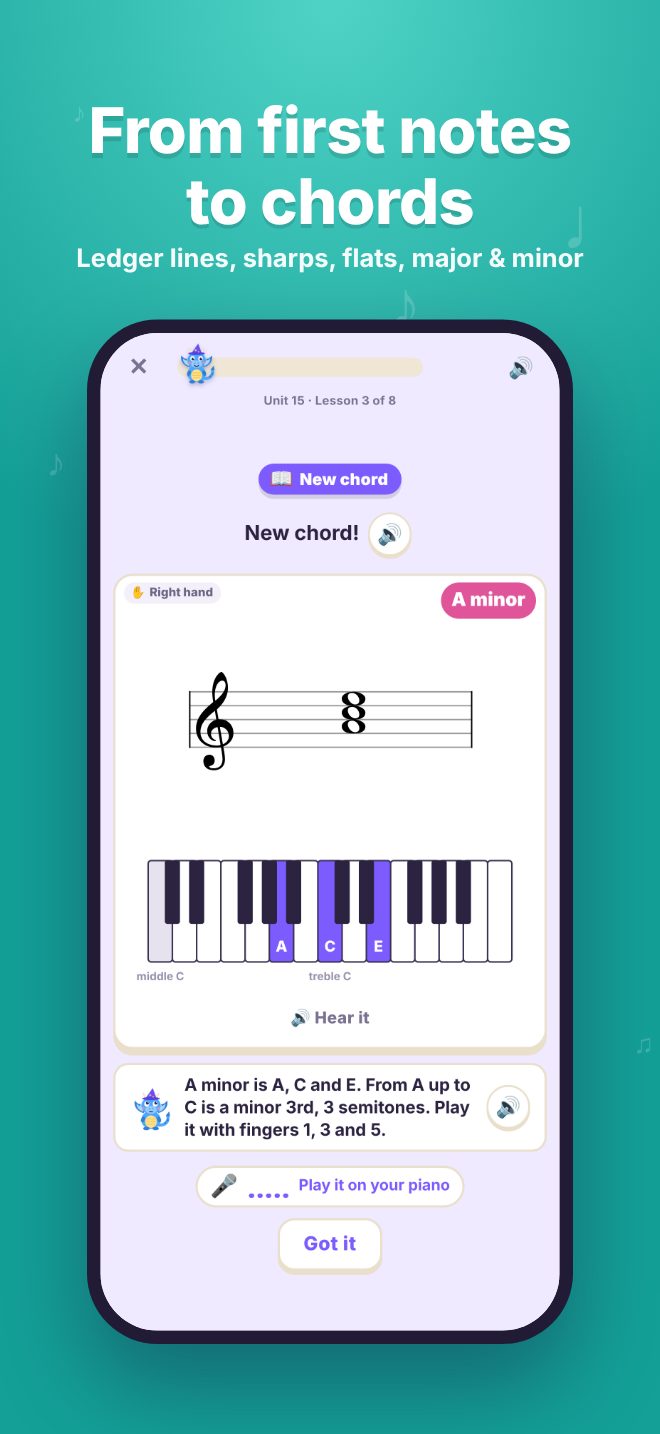 From first notes
to chords
Ledger lines, sharps, flats, major & minor
Unit 15 · Lesson 3 of 8
New chord
New chord!
Right hand
A minor
A C E
middle C
treble C
Hear it
A minor is A, C and E. From A up to
C is a minor 3rd, 3 semitones. Play
it with fingers 1, 3 and 5.
Play it on your piano
Got it